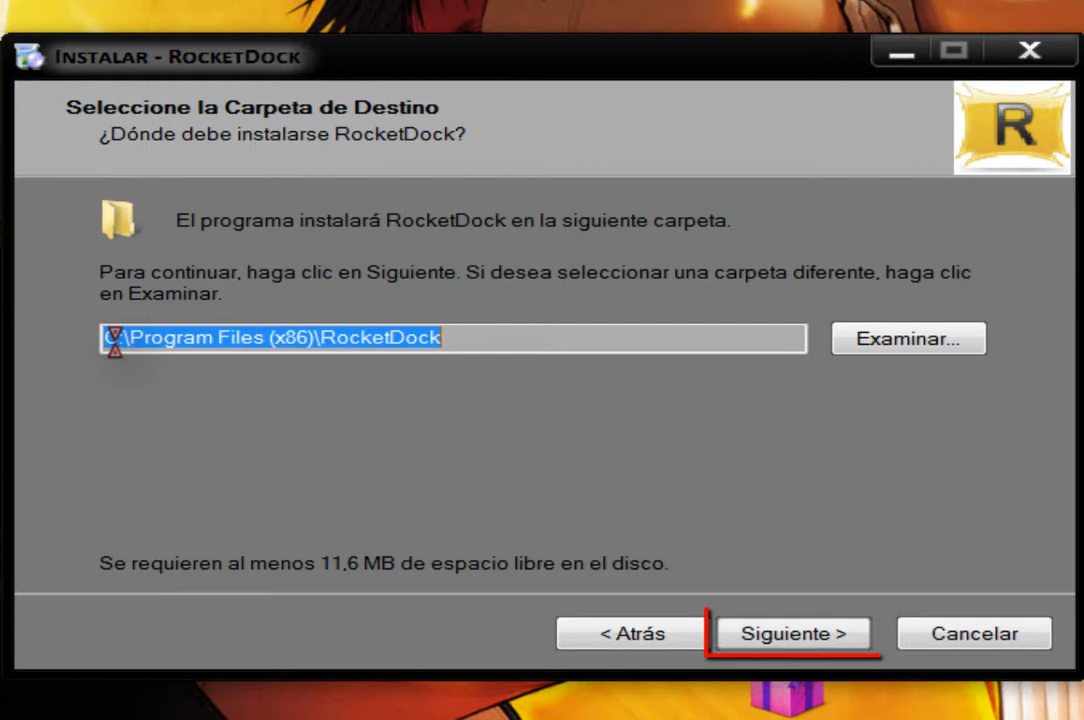 INSTALAR - ROCKETDOCK
Seleccione la Carpeta de Destino
¿Dónde debe instalarse RocketDock?
R
El programa instalará RocketDock en la siguiente carpeta.
Para continuar, haga clic en Siguiente. Si desea seleccionar una carpeta diferente, haga clic
en Examinar.
C:\Program Files (x86)\RocketDock
Examinar...
Se requieren al menos 11,6 MB de espacio libre en el disco.
< Atrás
Siguiente >
Cancelar